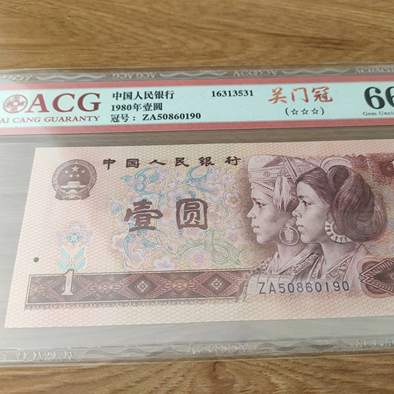 ACG
AI CANG GUARANTY
中国人民银行
1980年壹圆
冠号: ZA50860190
16313531
关门冠
(☆☆☆)
66
中国人民银行
壹圆
1
ZA50860190